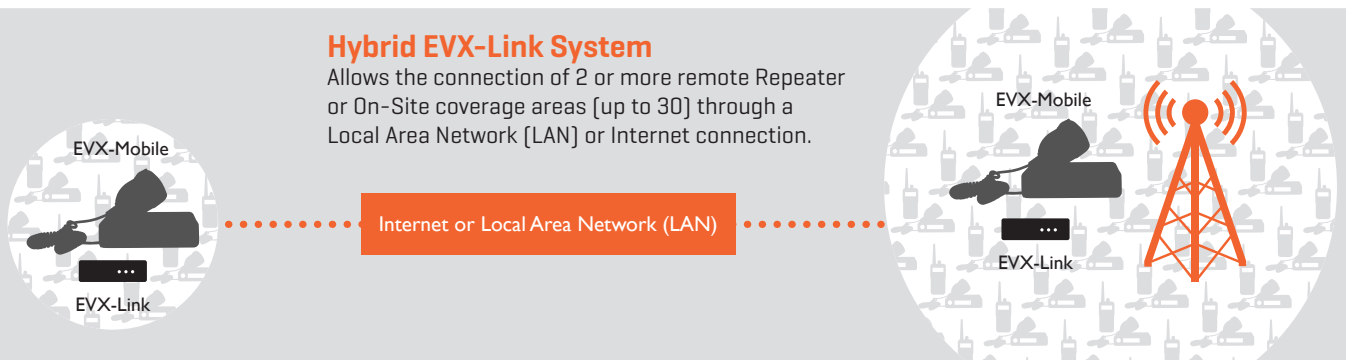 Hybrid EVX-Link System
Allows the connection of 2 or more remote Repeater
or On-Site coverage areas (up to 30) through a
Local Area Network (LAN) or Internet connection.
EVX-Mobile
EVX-Link
Internet or Local Area Network (LAN)
EVX-Mobile
EVX-Link